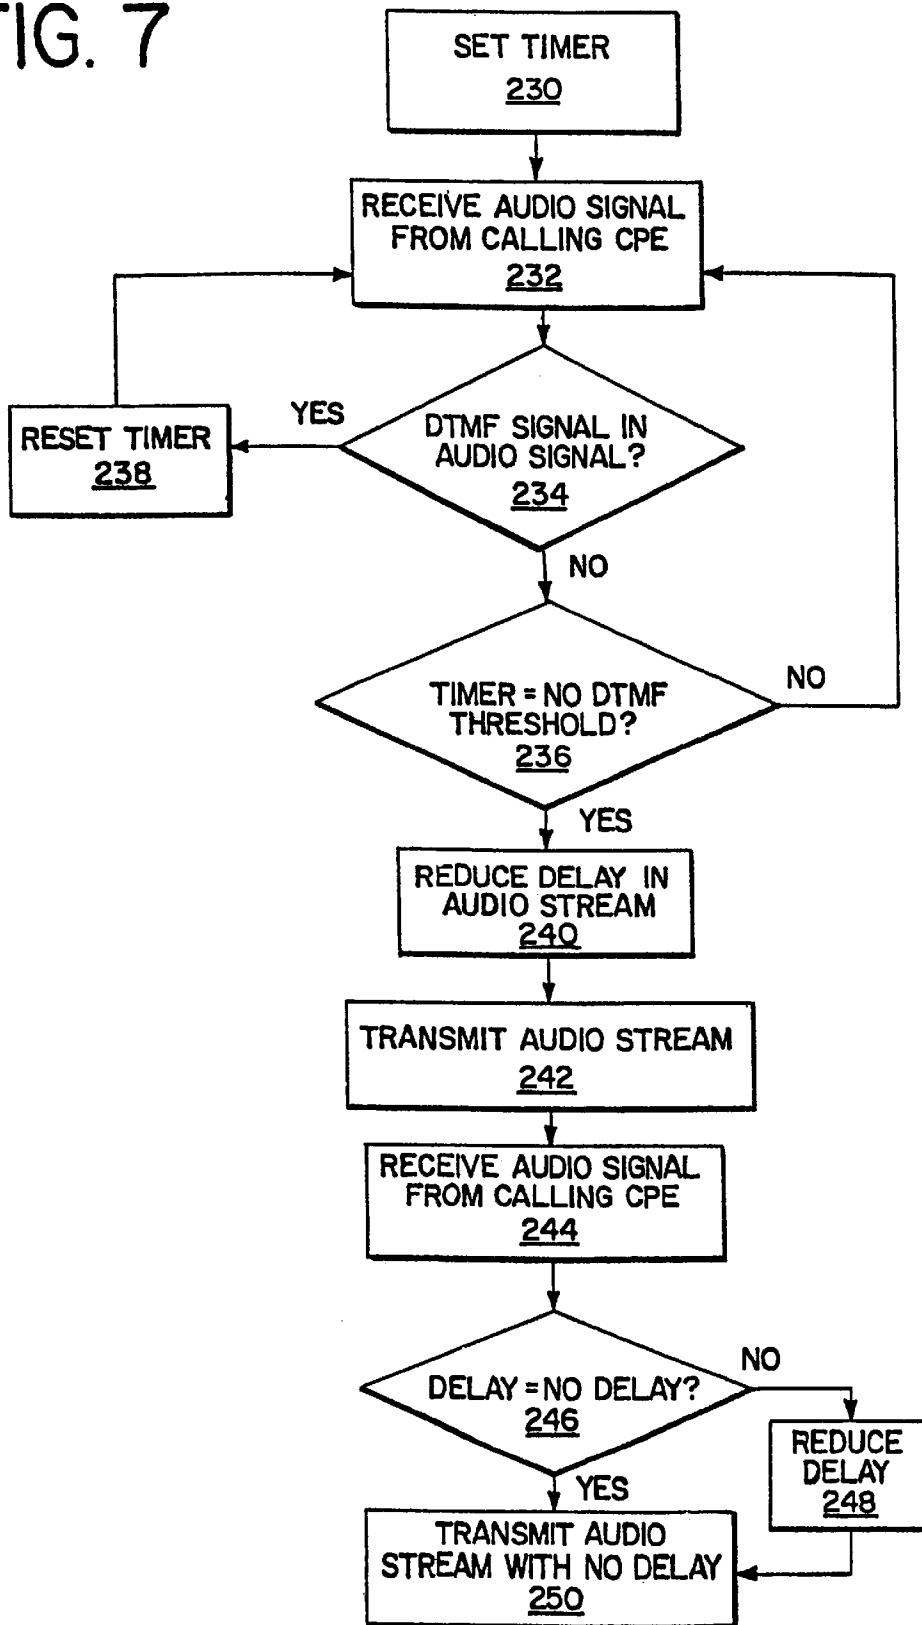 FIG. 7
SET TIMER
230
RECEIVE AUDIO SIGNAL
FROM CALLING CPE
232
YES
DTMF SIGNAL IN
AUDIO SIGNAL?
234
RESET TIMER
238
NO
TIMER = NO DTMF
THRESHOLD?
236
NO
YES
REDUCE DELAY IN
AUDIO STREAM
240
TRANSMIT AUDIO STREAM
242
RECEIVE AUDIO SIGNAL
FROM CALLING CPE
244
DELAY = NO DELAY?
246
NO
REDUCE
DELAY
248
YES
TRANSMIT AUDIO
STREAM WITH NO DELAY
250